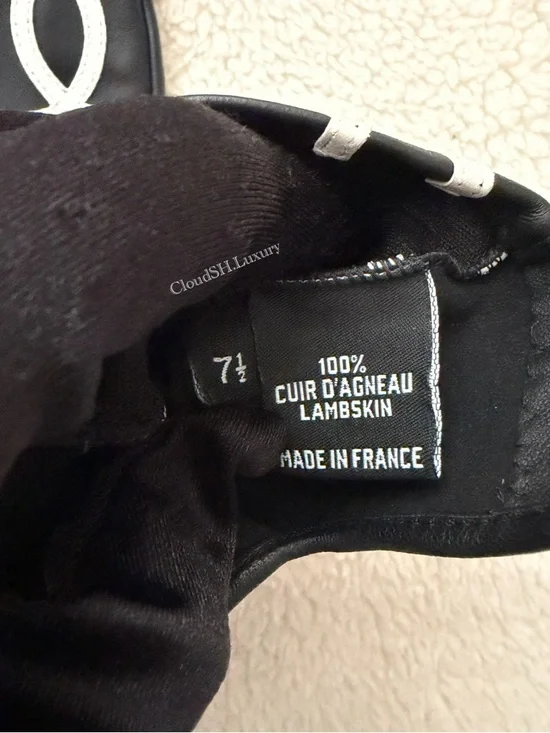 CloudSH.Luxury
7½
100%
CUIR D'AGNEAU
LAMBSKIN
MADE IN FRANCE